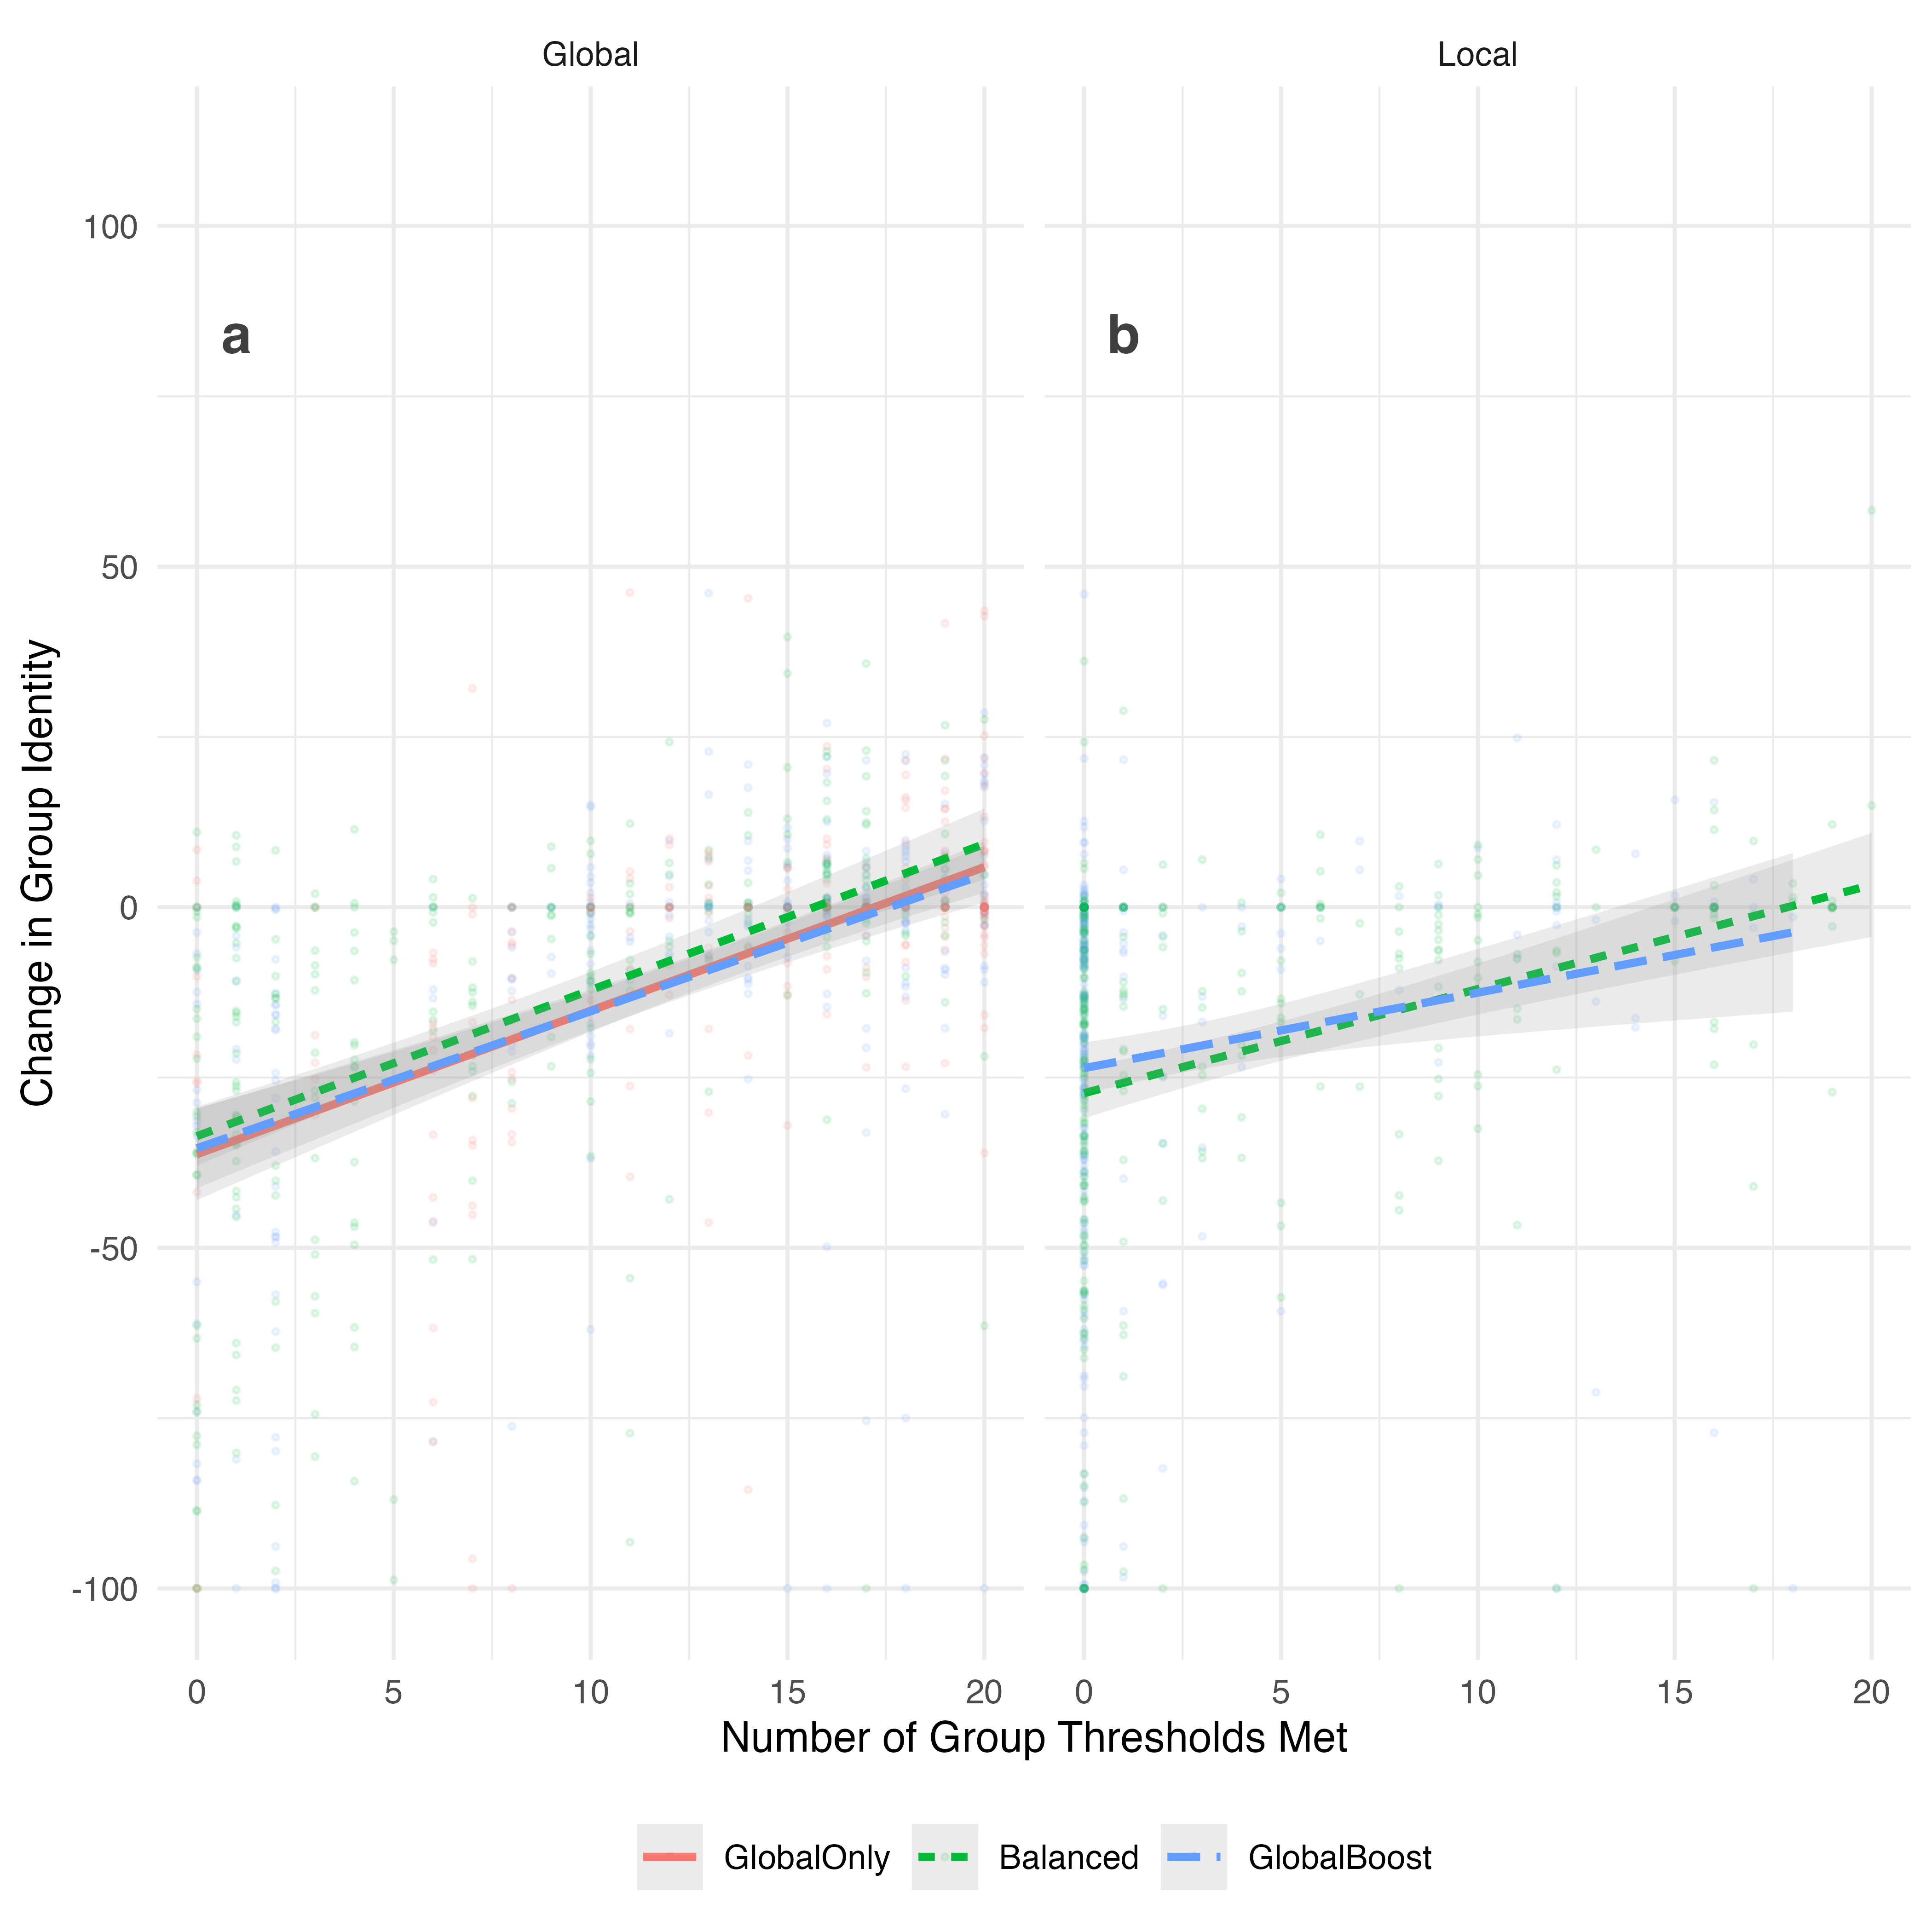 Global Local
100
a b
50
0
-50
-100
Change in Group Identity
0 5 10 15 20 0 5 10 15 20
Number of Group Thresholds Met
GlobalOnly Balanced GlobalBoost